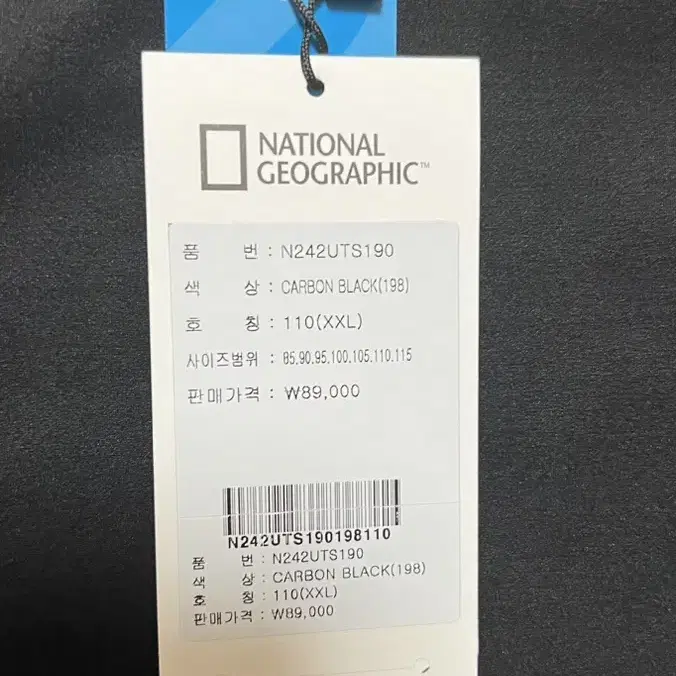 NATIONAL
GEOGRAPHIC™
품 번 : N242UTS190
색 상 : CARBON BLACK(198)
호 칭 : 110(XXL)
사이즈범위 : 85.90.95.100.105.110.115
판매가격 : ₩89,000
N242UTS190198110
품 번 : N242UTS190
색 상 : CARBON BLACK(198)
호 칭 : 110(XXL)
판매가격 : ₩89,000